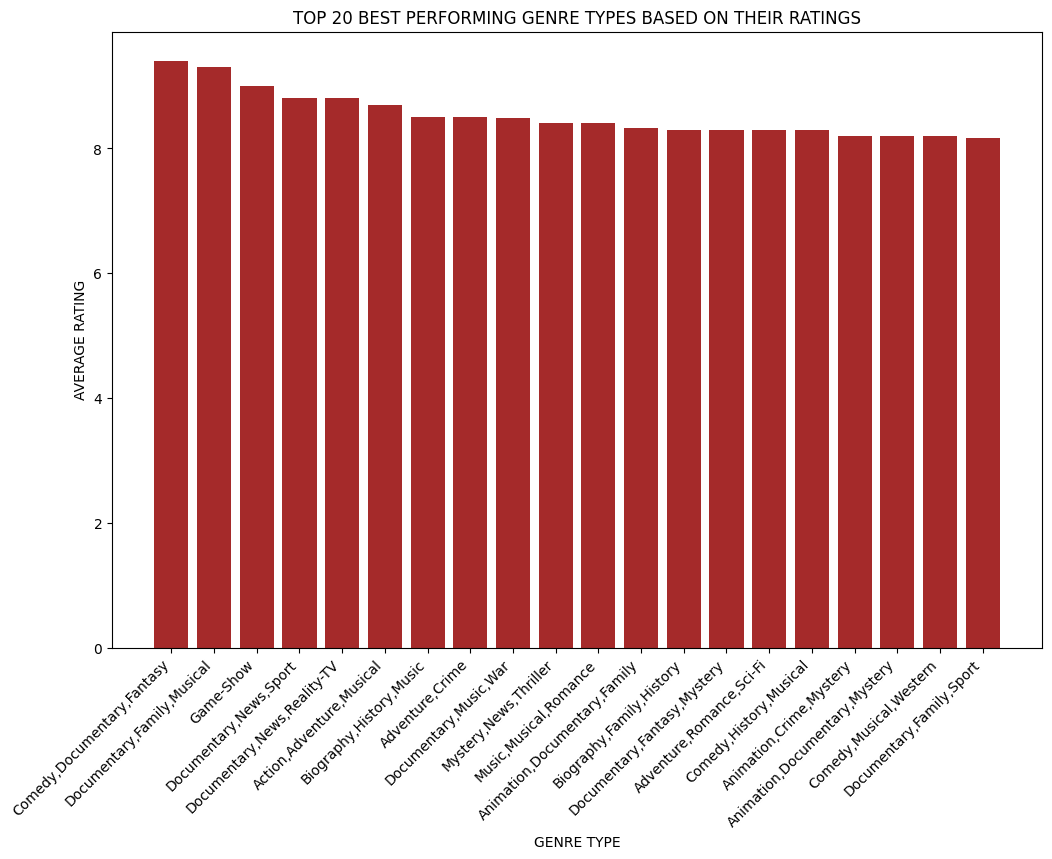 TOP 20 BEST PERFORMING GENRE TYPES BASED ON THEIR RATINGS
AVERAGE RATING
8
6
4
2
0
Comedy,Documentary,Fantasy
Documentary,Family,Musical
Game-Show
Documentary,News,Sport
Documentary,News,Reality-TV
Action,Adventure,Musical
Biography,History,Music
Adventure,Crime
Documentary,Music,War
Mystery,News,Thriller
Music,Musical,Romance
Animation,Documentary,Family
Biography,Family,History
Documentary,Fantasy,Mystery
Adventure,Romance,Sci-Fi
Comedy,History,Musical
Animation,Crime,Mystery
Animation,Documentary,Mystery
Comedy,Musical,Western
Documentary,Family,Sport
GENRE TYPE